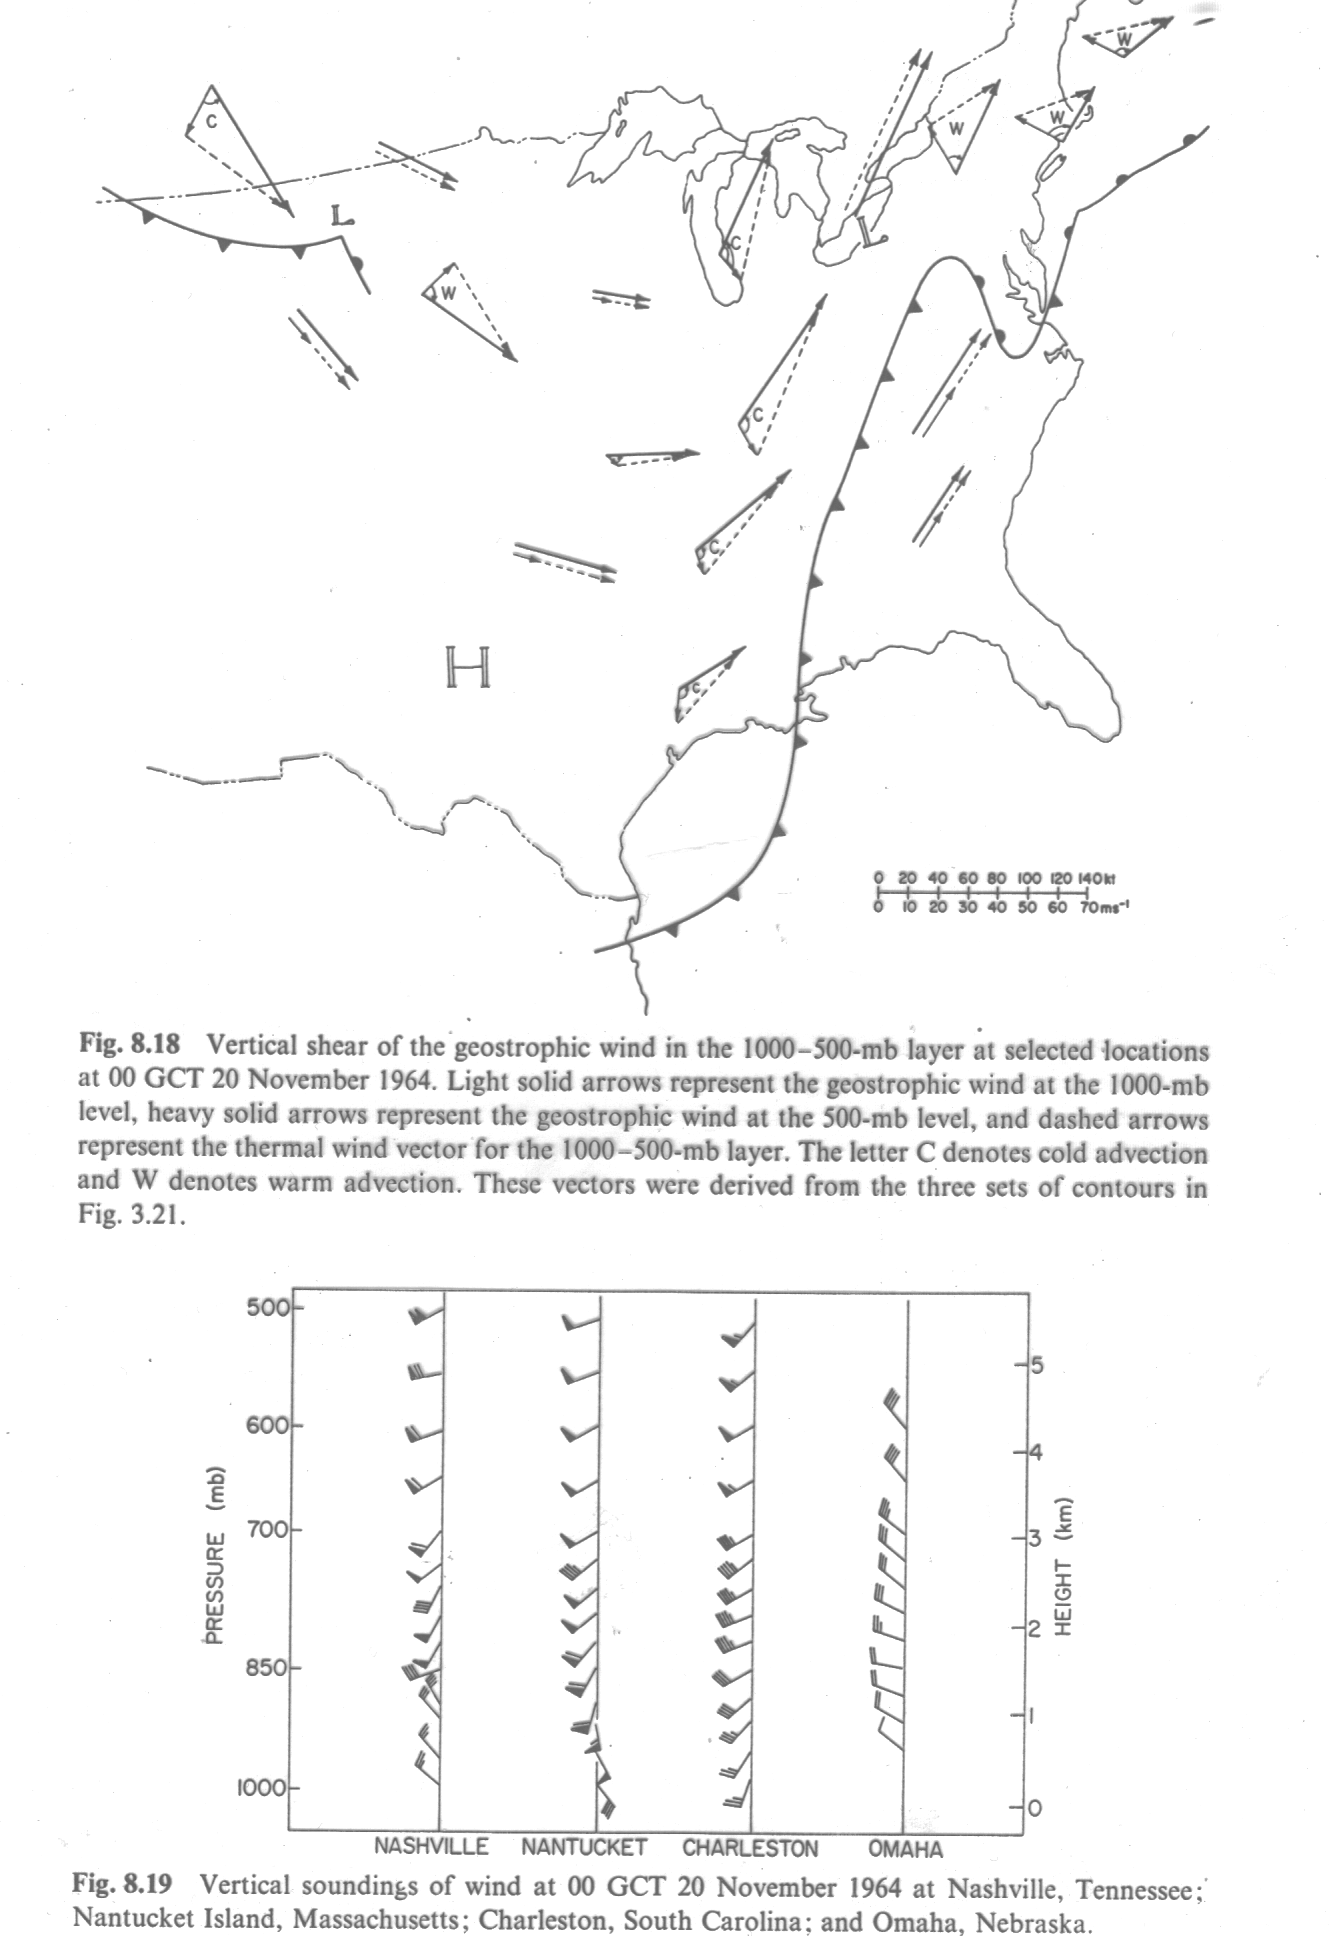 W
C
W
W
L
C
L
W
C
C
C
H
C
0 20 40 60 80 100 120 140kt
0 10 20 30 40 50 60 70ms⁻¹
Fig. 8.18 Vertical shear of the geostrophic wind in the 1000–500-mb layer at selected locations
at 00 GCT 20 November 1964. Light solid arrows represent the geostrophic wind at the 1000-mb
level, heavy solid arrows represent the geostrophic wind at the 500-mb level, and dashed arrows
represent the thermal wind vector for the 1000–500-mb layer. The letter C denotes cold advection
and W denotes warm advection. These vectors were derived from the three sets of contours in
Fig. 3.21.
500
5
600
4
PRESSURE (mb)
700
3
HEIGHT (km)
2
850
1
1000
0
NASHVILLE NANTUCKET CHARLESTON OMAHA
Fig. 8.19 Vertical soundings of wind at 00 GCT 20 November 1964 at Nashville, Tennessee;
Nantucket Island, Massachusetts; Charleston, South Carolina; and Omaha, Nebraska.